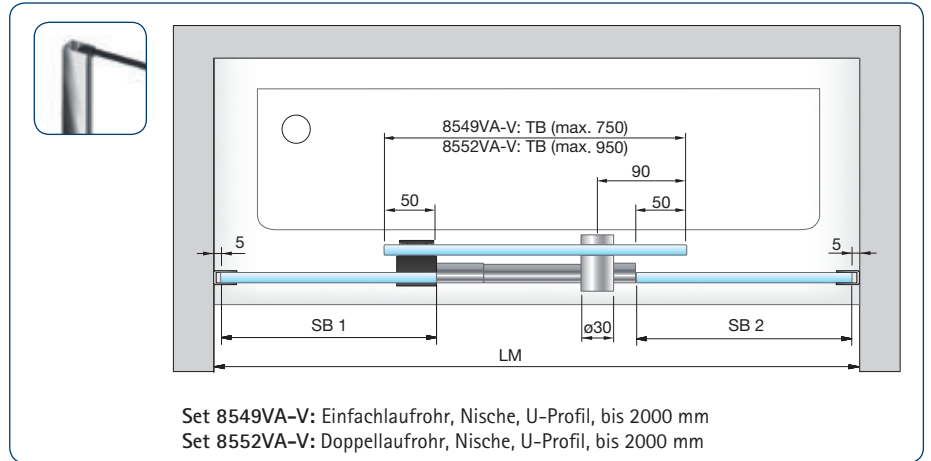 8549VA-V: TB (max. 750)
8552VA-V: TB (max. 950)
90
50
50
5
5
SB 1
ø30
SB 2
LM
Set 8549VA-V: Einfachlaufrohr, Nische, U-Profil, bis 2000 mm
Set 8552VA-V: Doppellaufrohr, Nische, U-Profil, bis 2000 mm